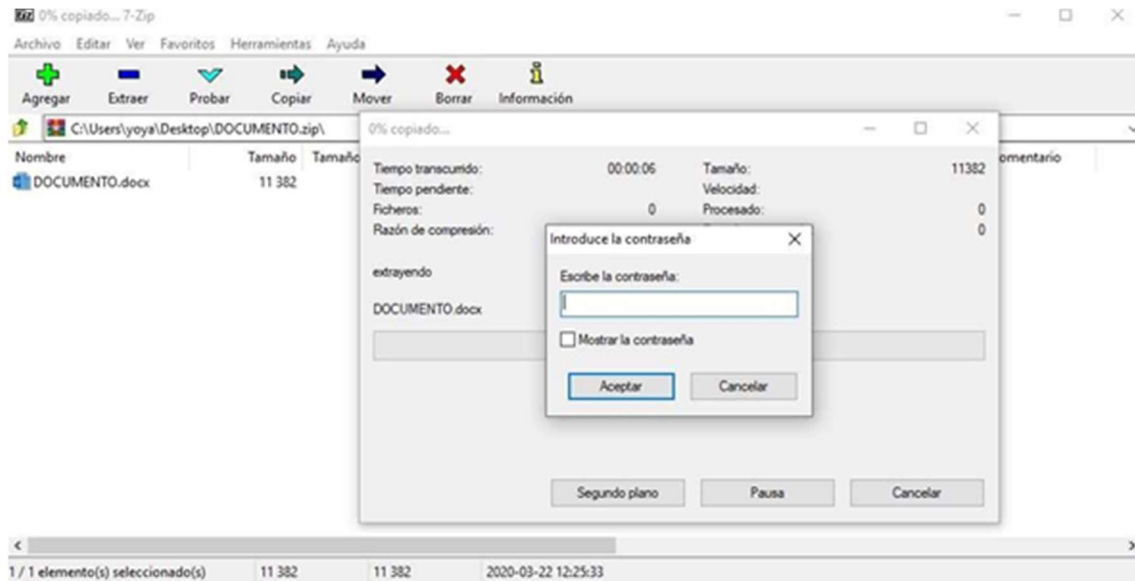 0% copiado... 7-Zip
Archivo Editar Ver Favoritos Herramientas Ayuda
Agregar Extraer Probar Copiar Mover Borrar Información
C:\Users\yoya\Desktop\DOCUMENTO.zip\
Nombre Tamaño Tamaño omentario
DOCUMENTO.docx 11 382
0% copiado...
Tiempo transcurrido: 00:00:06 Tamaño: 11382
Tiempo pendiente: Velocidad:
Ficheros: 0 Procesado: 0
Razón de compresión: 0
extrayendo
DOCUMENTO.docx
Introduce la contraseña
Escribe la contraseña:
Mostrar la contraseña
Aceptar Cancelar
Segundo plano Pausa Cancelar
1 / 1 elemento(s) seleccionado(s) 11 382 11 382 2020-03-22 12:25:33